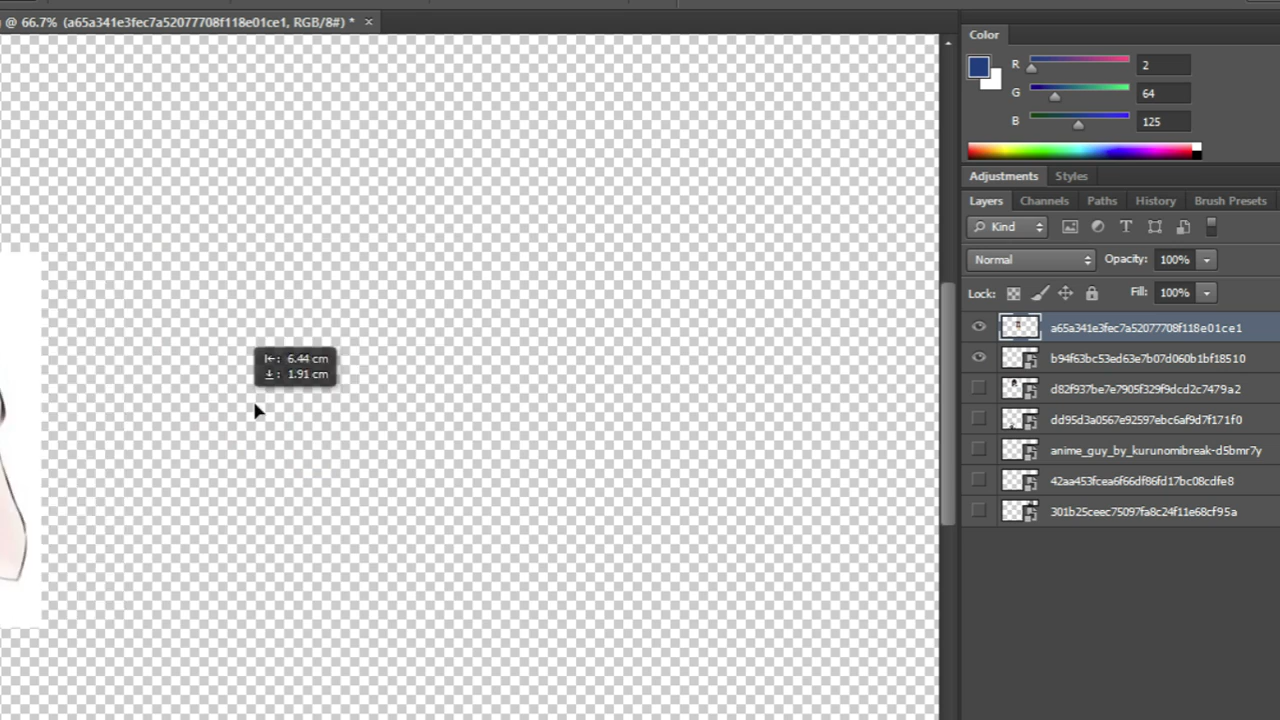 @ 66.7% (a65a341e3fec7a52077708f118e01ce1, RGB/8#) *
Color
R 2
G 64
B 125
Adjustments Styles
Layers Channels Paths History Brush Presets
Kind
Normal Opacity: 100%
Lock: Fill: 100%
a65a341e3fec7a52077708f118e01ce1
b94f63bc53ed63e7b07d060b1bf18510
d82f937be7e7905f329f9dcd2c7479a2
dd95d3a0567e92597ebc6af9d7f171f0
anime_guy_by_kurunomibreak-d5bmr7y
42aa453fcea6f66df86fd17bc08cdfe8
301b25ceec75097fa8c24f11e68cf95a
6.44 cm
1.91 cm